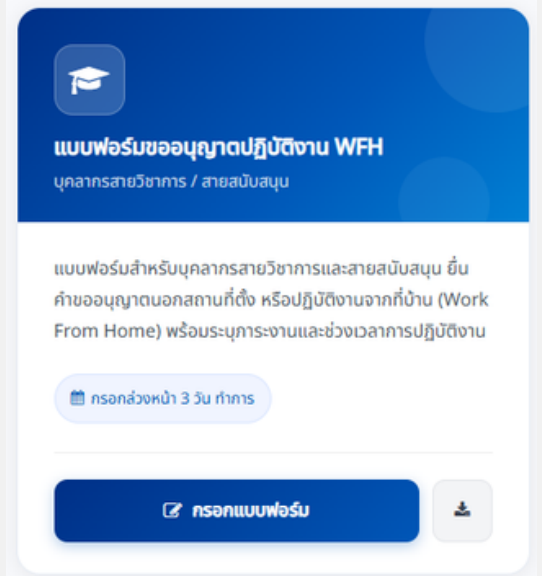 แบบฟอร์มขออนุญาตปฏิบัติงาน WFH
บุคลากรสายวิชาการ / สายสนับสนุน
แบบฟอร์มสำหรับบุคลากรสายวิชาการและสายสนับสนุน ยื่น
คำขออนุญาตนอกสถานที่ตั้ง หรือปฏิบัติงานจากที่บ้าน (Work
From Home) พร้อมระบุภาระงานและช่วงเวลาการปฏิบัติงาน
กรอกล่วงหน้า 3 วัน ทำการ
กรอกแบบฟอร์ม